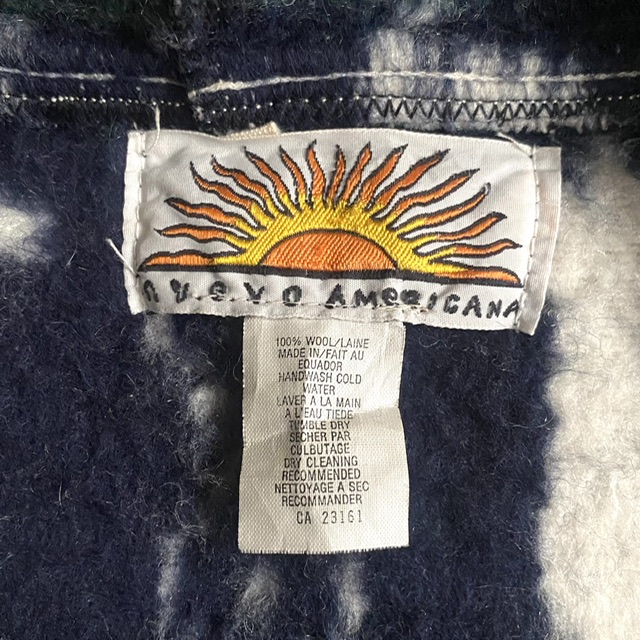 nuevo AmericANA
100% WOOL/LAINE
MADE IN/FAIT AU
EQUADOR
HANDWASH COLD
WATER
LAVER A LA MAIN
A L'EAU TIEDE
TUMBLE DRY
SECHER PAR
CULBUTAGE
DRY CLEANING
RECOMMENDED
NETTOYAGE A SEC
RECOMMANDER
CA 23161